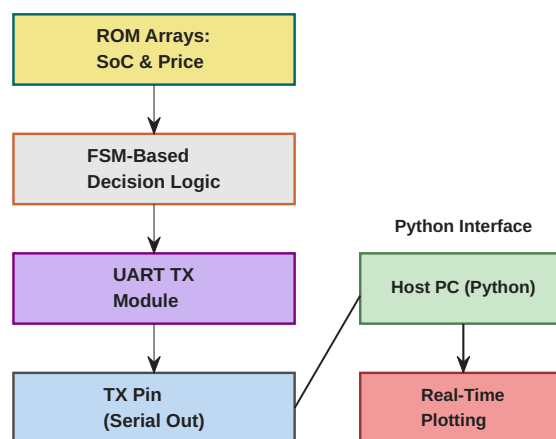 ROM Arrays:
SoC & Price
FSM-Based
Decision Logic
UART TX
Module
TX Pin
(Serial Out)
Python Interface
Host PC (Python)
Real-Time
Plotting